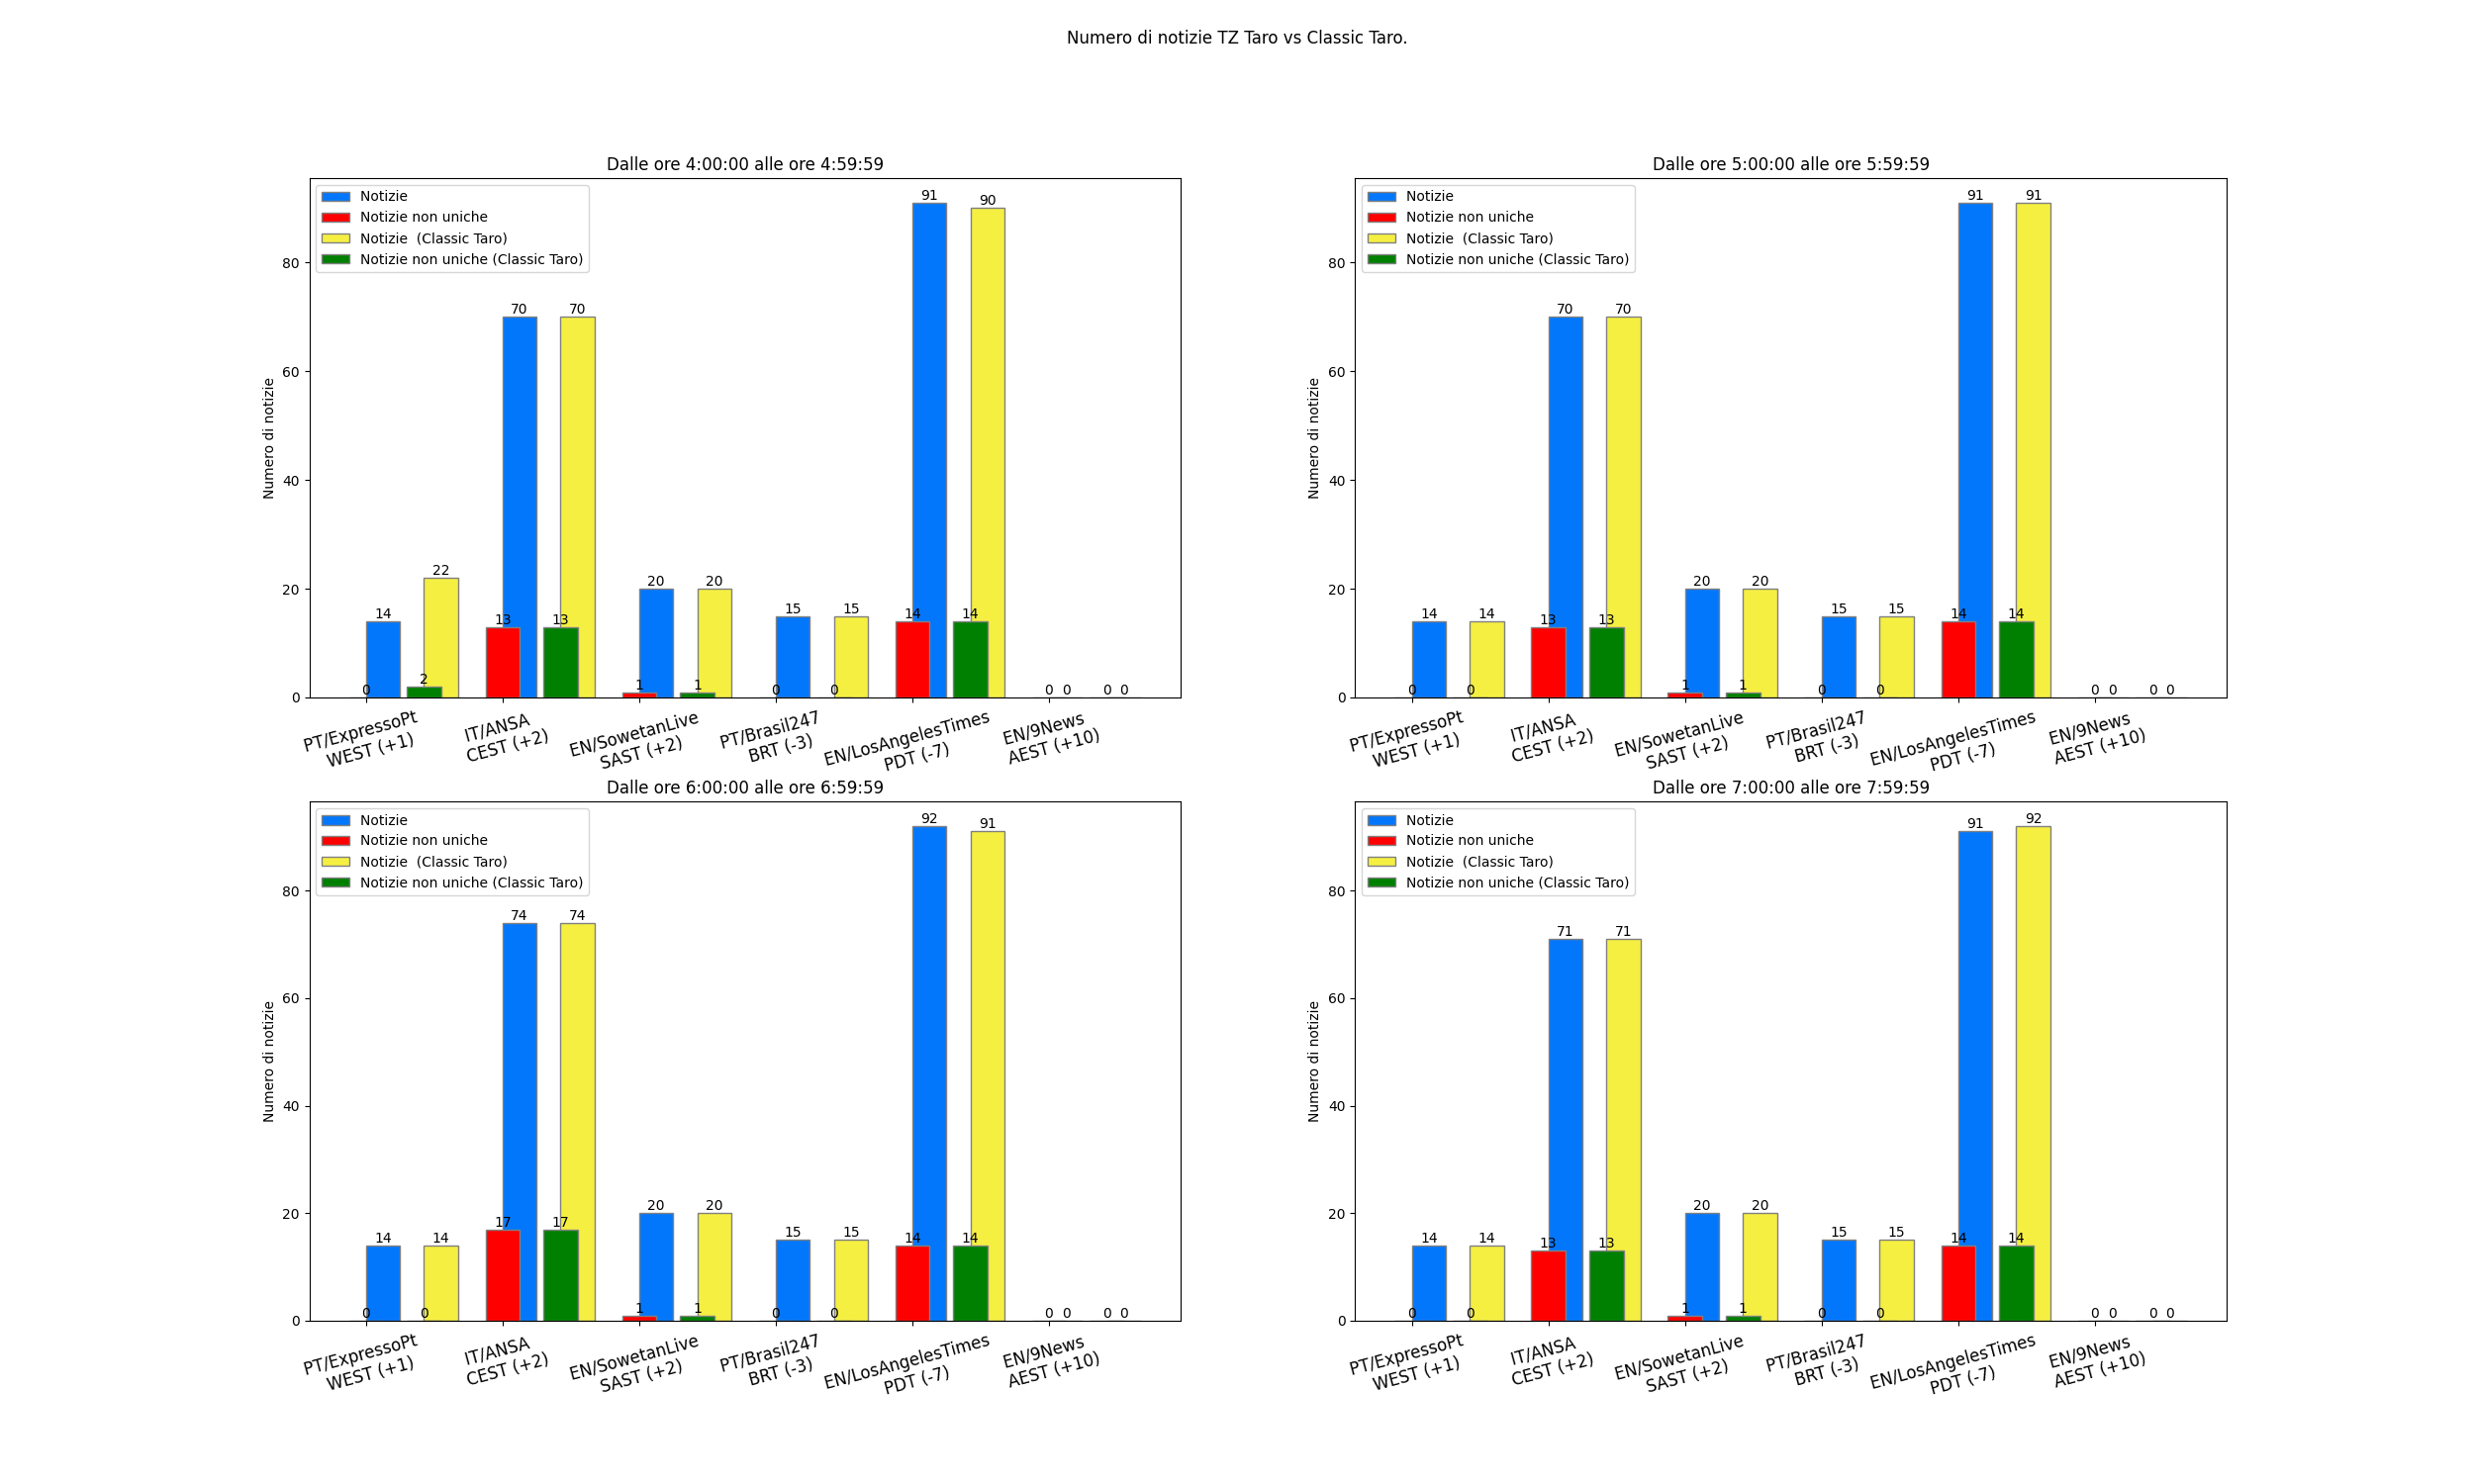 Numero di notizie TZ Taro vs Classic Taro.
Dalle ore 4:00:00 alle ore 4:59:59
Notizie
Notizie non uniche
Notizie (Classic Taro)
Notizie non uniche (Classic Taro)
Numero di notizie
80
60
40
20
0
0 14 2 22 13 70 13 70 1 20 1 20 0 15 0 15 14 91 14 90 0 0 0 0
PT/ExpressoPt
WEST (+1)
IT/ANSA
CEST (+2)
EN/SowetanLive
SAST (+2)
PT/Brasil247
BRT (-3)
EN/LosAngelesTimes
PDT (-7)
EN/9News
AEST (+10)
Dalle ore 5:00:00 alle ore 5:59:59
Notizie
Notizie non uniche
Notizie (Classic Taro)
Notizie non uniche (Classic Taro)
Numero di notizie
80
60
40
20
0
0 14 0 14 13 70 13 70 1 20 1 20 0 15 0 15 14 91 14 91 0 0 0 0
PT/ExpressoPt
WEST (+1)
IT/ANSA
CEST (+2)
EN/SowetanLive
SAST (+2)
PT/Brasil247
BRT (-3)
EN/LosAngelesTimes
PDT (-7)
EN/9News
AEST (+10)
Dalle ore 6:00:00 alle ore 6:59:59
Notizie
Notizie non uniche
Notizie (Classic Taro)
Notizie non uniche (Classic Taro)
Numero di notizie
80
60
40
20
0
0 14 0 14 17 74 17 74 1 20 1 20 0 15 0 15 14 92 14 91 0 0 0 0
PT/ExpressoPt
WEST (+1)
IT/ANSA
CEST (+2)
EN/SowetanLive
SAST (+2)
PT/Brasil247
BRT (-3)
EN/LosAngelesTimes
PDT (-7)
EN/9News
AEST (+10)
Dalle ore 7:00:00 alle ore 7:59:59
Notizie
Notizie non uniche
Notizie (Classic Taro)
Notizie non uniche (Classic Taro)
Numero di notizie
80
60
40
20
0
0 14 0 14 13 71 13 71 1 20 1 20 0 15 0 15 14 91 14 92 0 0 0 0
PT/ExpressoPt
WEST (+1)
IT/ANSA
CEST (+2)
EN/SowetanLive
SAST (+2)
PT/Brasil247
BRT (-3)
EN/LosAngelesTimes
PDT (-7)
EN/9News
AEST (+10)